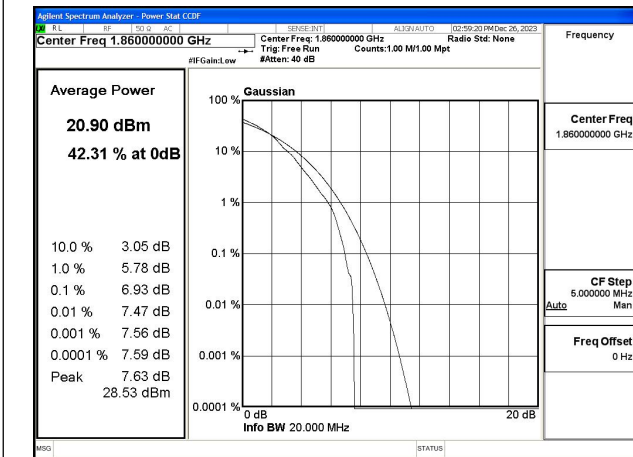 Agilent Spectrum Analyzer - Power Stat CCDF
LXI RL RF 50 Ω AC SENSE:INT ALIGNAUTO 02:59:20 PM Dec 26, 2023
Center Freq 1.860000000 GHz
Center Freq: 1.860000000 GHz Radio Std: None
Trig: Free Run Counts:1.00 M/1.00 Mpt
#IFGain:Low #Atten: 40 dB
Frequency
Average Power
20.90 dBm
42.31 % at 0dB
10.0 % 3.05 dB
1.0 % 5.78 dB
0.1 % 6.93 dB
0.01 % 7.47 dB
0.001 % 7.56 dB
0.0001 % 7.59 dB
Peak 7.63 dB
28.53 dBm
Gaussian
100 %
10 %
1 %
0.1 %
0.01 %
0.001 %
0.0001 %
0 dB 20 dB
Info BW 20.000 MHz
Center Freq
1.860000000 GHz
CF Step
5.000000 MHz
Auto Man
Freq Offset
0 Hz
MSG STATUS